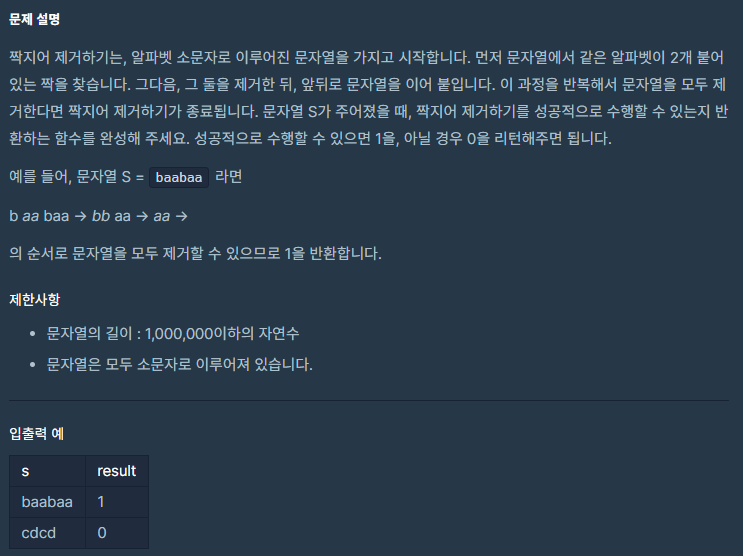 문제 설명
짝지어 제거하기는, 알파벳 소문자로 이루어진 문자열을 가지고 시작합니다. 먼저 문자열에서 같은 알파벳이 2개 붙어
있는 짝을 찾습니다. 그다음, 그 둘을 제거한 뒤, 앞뒤로 문자열을 이어 붙입니다. 이 과정을 반복해서 문자열을 모두 제
거한다면 짝지어 제거하기가 종료됩니다. 문자열 S가 주어졌을 때, 짝지어 제거하기를 성공적으로 수행할 수 있는지 반
환하는 함수를 완성해 주세요. 성공적으로 수행할 수 있으면 1을, 아닐 경우 0을 리턴해주면 됩니다.
예를 들어, 문자열 S = baabaa 라면
b aa baa → bb aa → aa →
의 순서로 문자열을 모두 제거할 수 있으므로 1을 반환합니다.
제한사항
• 문자열의 길이 : 1,000,000이하의 자연수
• 문자열은 모두 소문자로 이루어져 있습니다.
입출력 예
s result
baabaa 1
cdcd 0